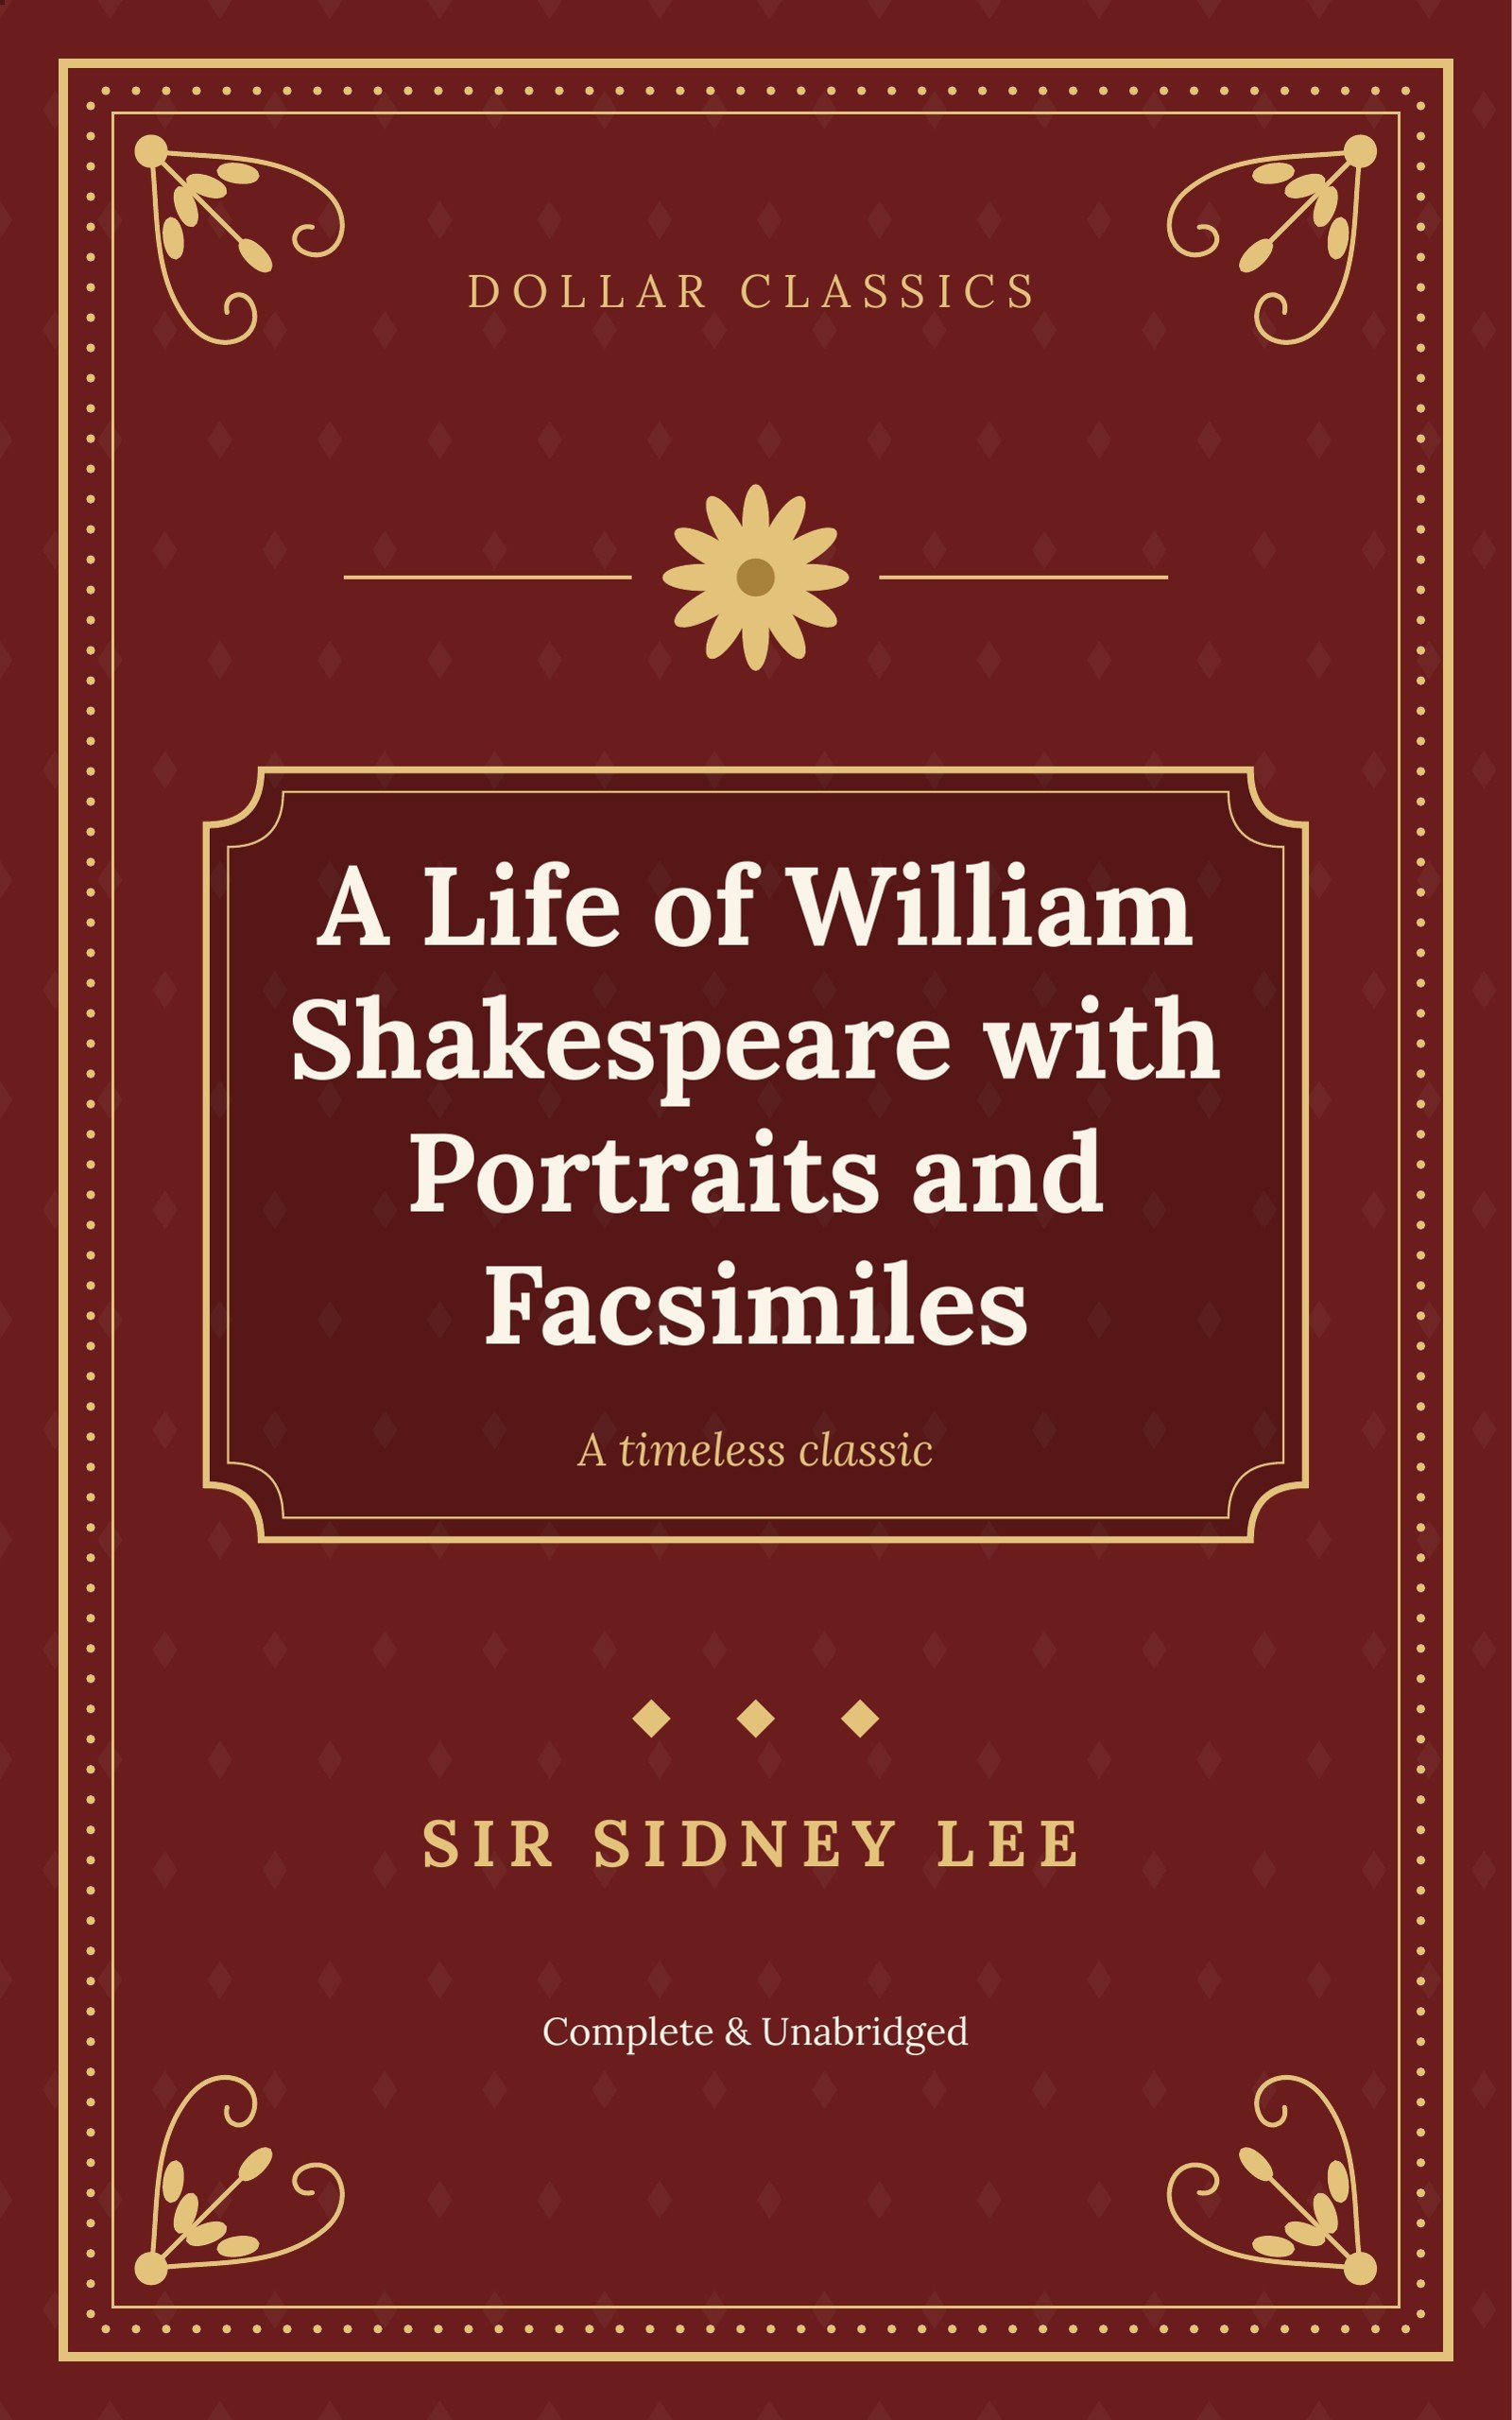 DOLLAR CLASSICS
A Life of William
Shakespeare with
Portraits and
Facsimiles
A timeless classic
SIR SIDNEY LEE
Complete & Unabridged